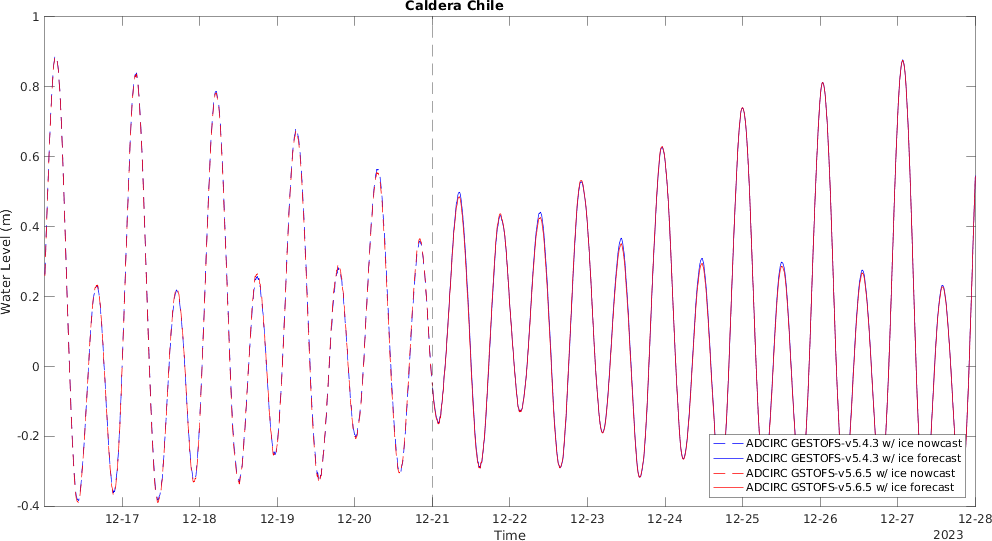 Caldera Chile
Water Level (m)
1
0.8
0.6
0.4
0.2
0
-0.2
-0.4
ADCIRC GESTOFS-v5.4.3 w/ ice nowcast
ADCIRC GESTOFS-v5.4.3 w/ ice forecast
ADCIRC GSTOFS-v5.6.5 w/ ice nowcast
ADCIRC GSTOFS-v5.6.5 w/ ice forecast
12-17 12-18 12-19 12-20 12-21 12-22 12-23 12-24 12-25 12-26 12-27 12-28
Time
2023